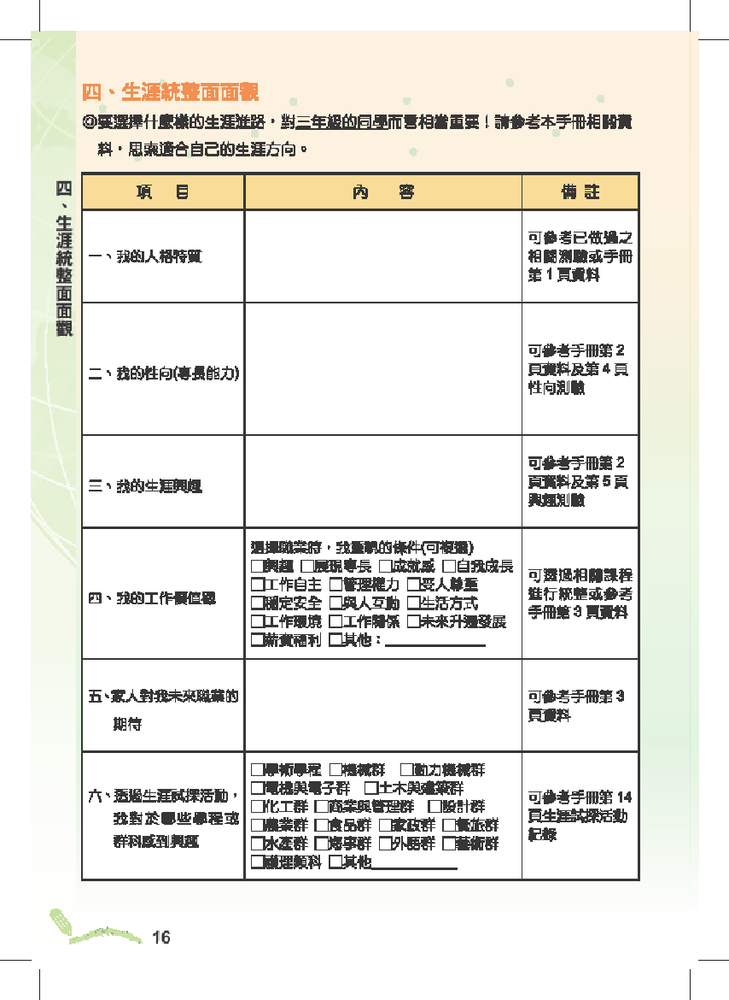 四、生涯統整面面觀
◎要選擇什麼樣的生涯進路，對三年級的同學而言相當重要！請參考本手冊相關資
料，思索適合自己的生涯方向。
四、生涯統整面面觀
項　目
內　　容
備 註
一、我的人格特質
可參考已做過之
相關測驗或手冊
第 1 頁資料
二、我的性向(專長能力)
可參考手冊第 2
頁資料及第 4 頁
性向測驗
三、我的生涯興趣
可參考手冊第 2
頁資料及第 5 頁
興趣測驗
四、我的工作價值觀
選擇職業時，我重視的條件(可複選)
□興趣 □展現專長 □成就感 □自我成長
□工作自主 □管理權力 □受人尊重
□穩定安全 □與人互動 □生活方式
□工作環境 □工作關係 □未來升遷發展
□薪資福利 □其他：____________
可透過相關課程
進行統整或參考
手冊第 3 頁資料
五、家人對我未來職業的
期待
可參考手冊第 3
頁資料
六、透過生涯試探活動，
我對於哪些學程或
群科感到興趣
□學術學程 □機械群 □動力機械群
□電機與電子群 □土木與建築群
□化工群 □商業與管理群 □設計群
□農業群 □食品群 □家政群 □餐旅群
□水產群 □海事群 □外語群 □藝術群
□護理類科 □其他____________
可參考手冊第 14
頁生涯試探活動
紀錄
16